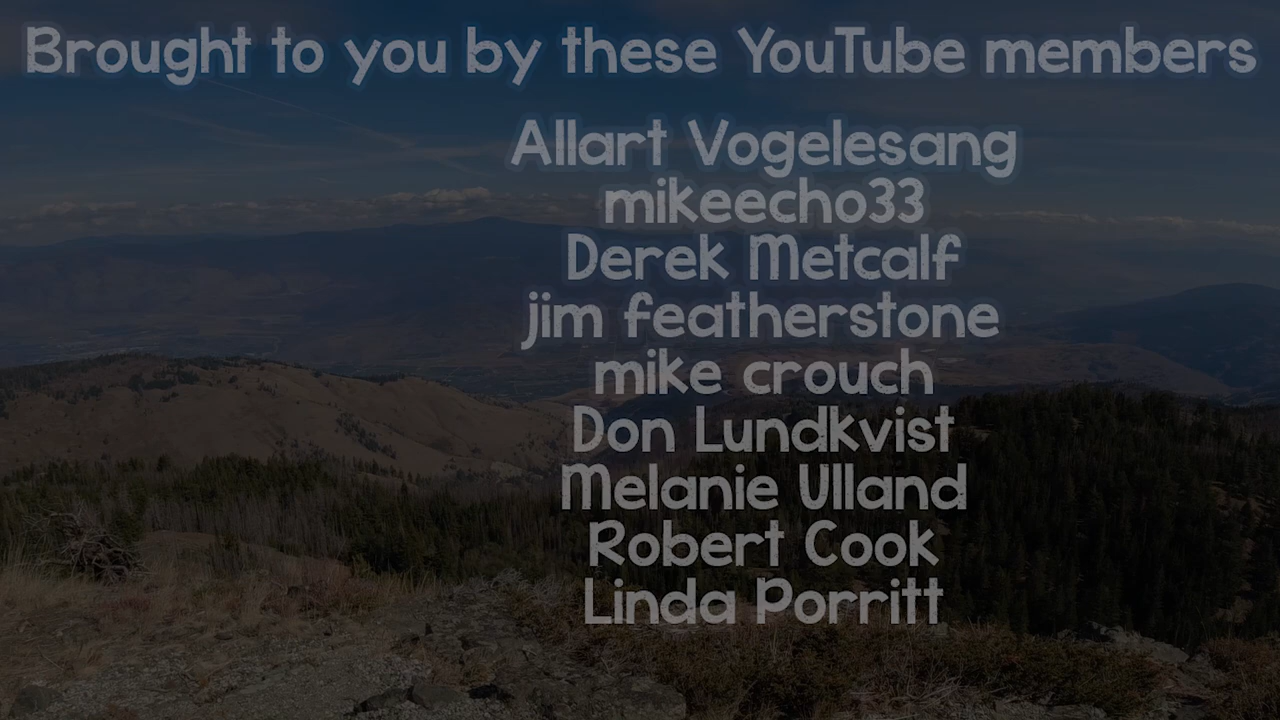 Brought to you by these YouTube members
Allart Vogelesang
mikeecho33
Derek Metcalf
jim featherstone
mike crouch
Don Lundkvist
Melanie Ulland
Robert Cook
Linda Porritt